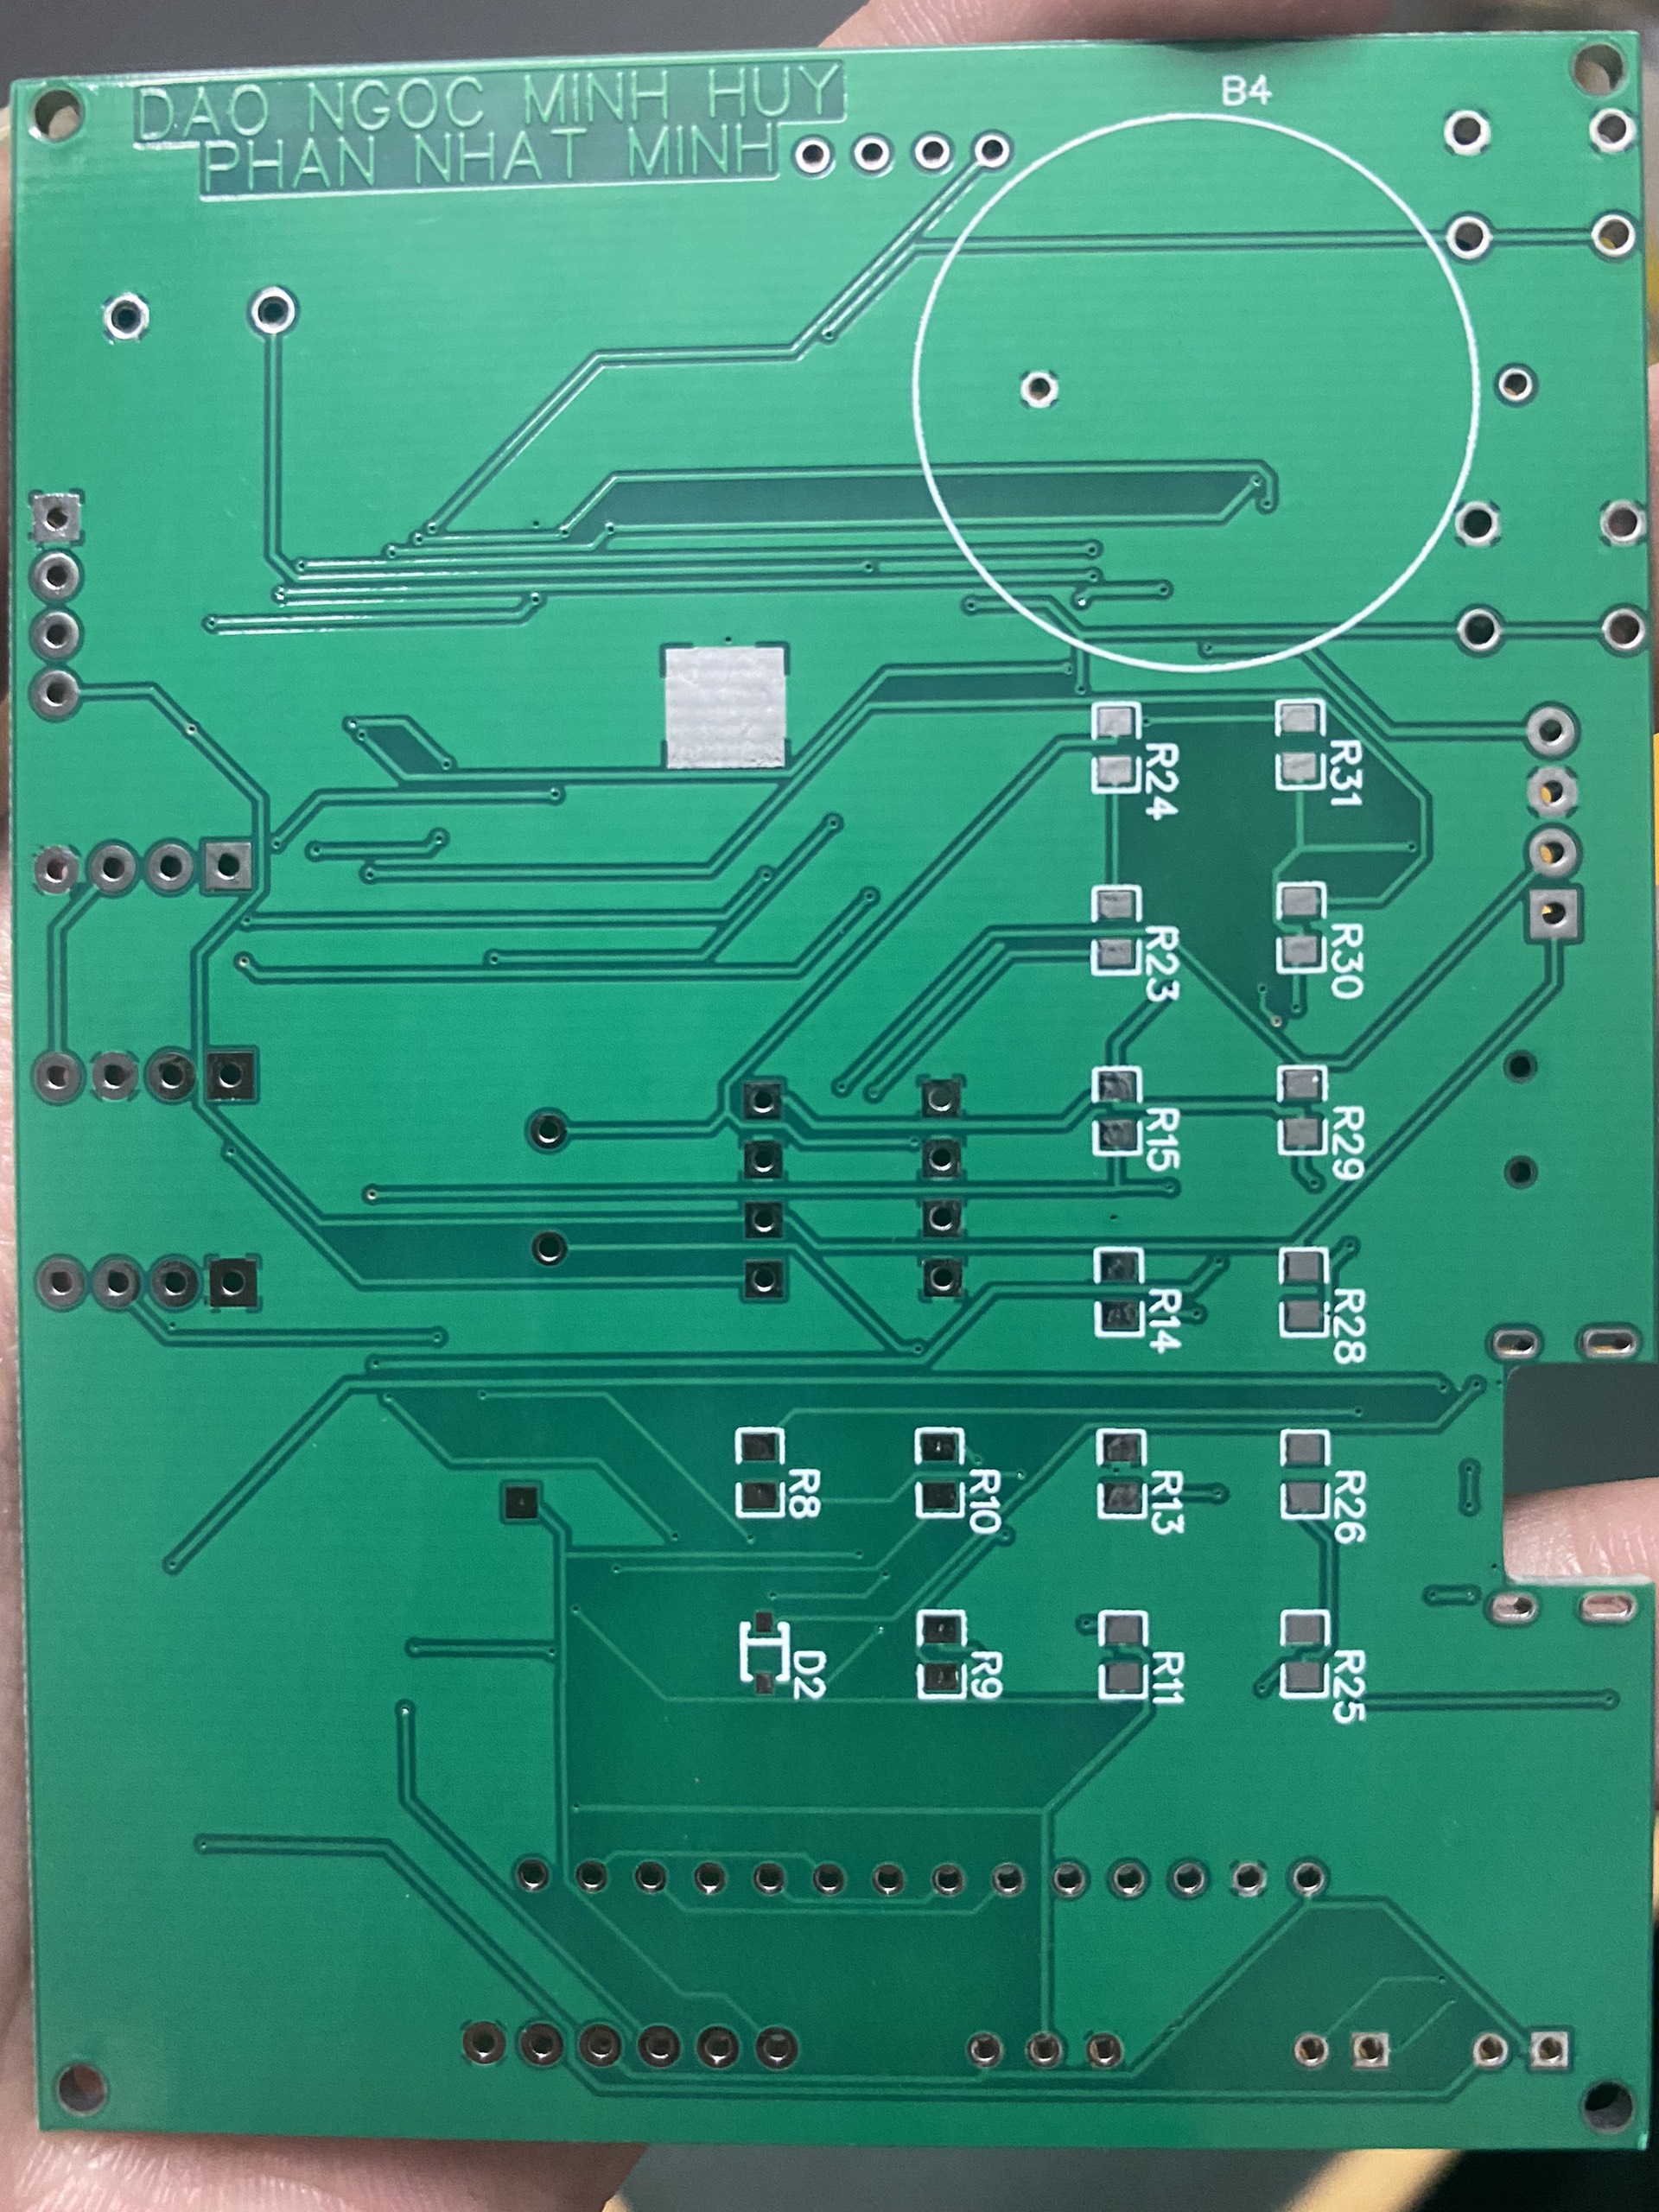 DAO NGOC MINH HUY
PHAN NHAT MINH
B4
R24
R31
R23
R30
R15
R29
R14
R28
R8
R10
R13
R26
D2
R9
R11
R25